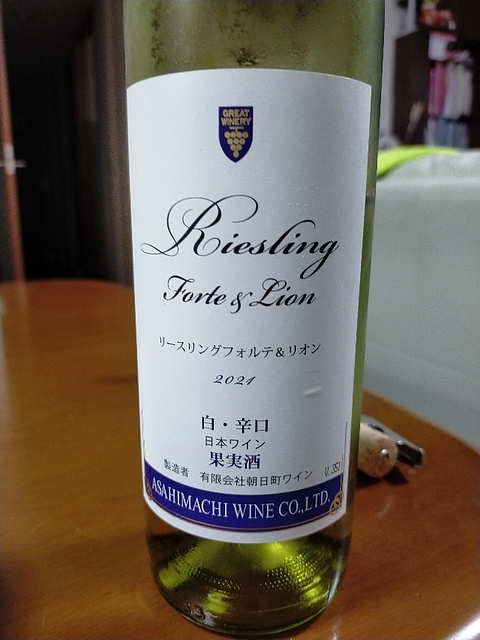 GREAT
WINERY
Riesling
Forte & Lion
リースリングフォルテ&リオン
2021
白・辛口
日本ワイン
果実酒
製造者 有限会社朝日町ワイン
ASAHIMACHI WINE CO.,LTD.